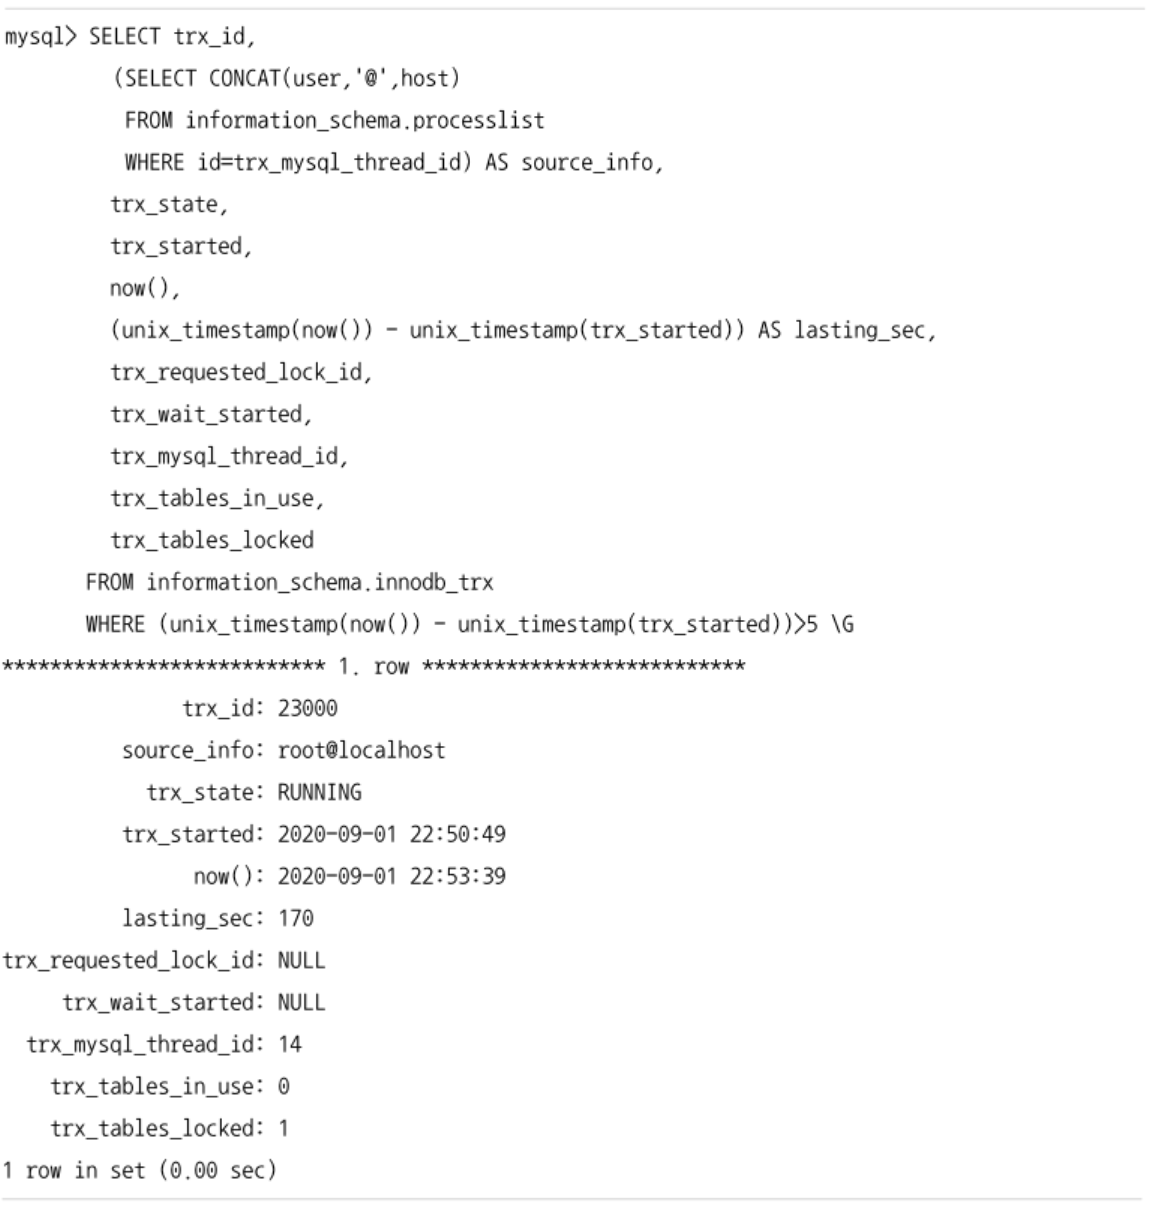 mysql> SELECT trx_id,
(SELECT CONCAT(user,'@',host)
FROM information_schema.processlist
WHERE id=trx_mysql_thread_id) AS source_info,
trx_state,
trx_started,
now(),
(unix_timestamp(now()) - unix_timestamp(trx_started)) AS lasting_sec,
trx_requested_lock_id,
trx_wait_started,
trx_mysql_thread_id,
trx_tables_in_use,
trx_tables_locked
FROM information_schema.innodb_trx
WHERE (unix_timestamp(now()) - unix_timestamp(trx_started))>5 \G
*************************** 1. row ***************************
trx_id: 23000
source_info: root@localhost
trx_state: RUNNING
trx_started: 2020-09-01 22:50:49
now(): 2020-09-01 22:53:39
lasting_sec: 170
trx_requested_lock_id: NULL
trx_wait_started: NULL
trx_mysql_thread_id: 14
trx_tables_in_use: 0
trx_tables_locked: 1
1 row in set (0.00 sec)